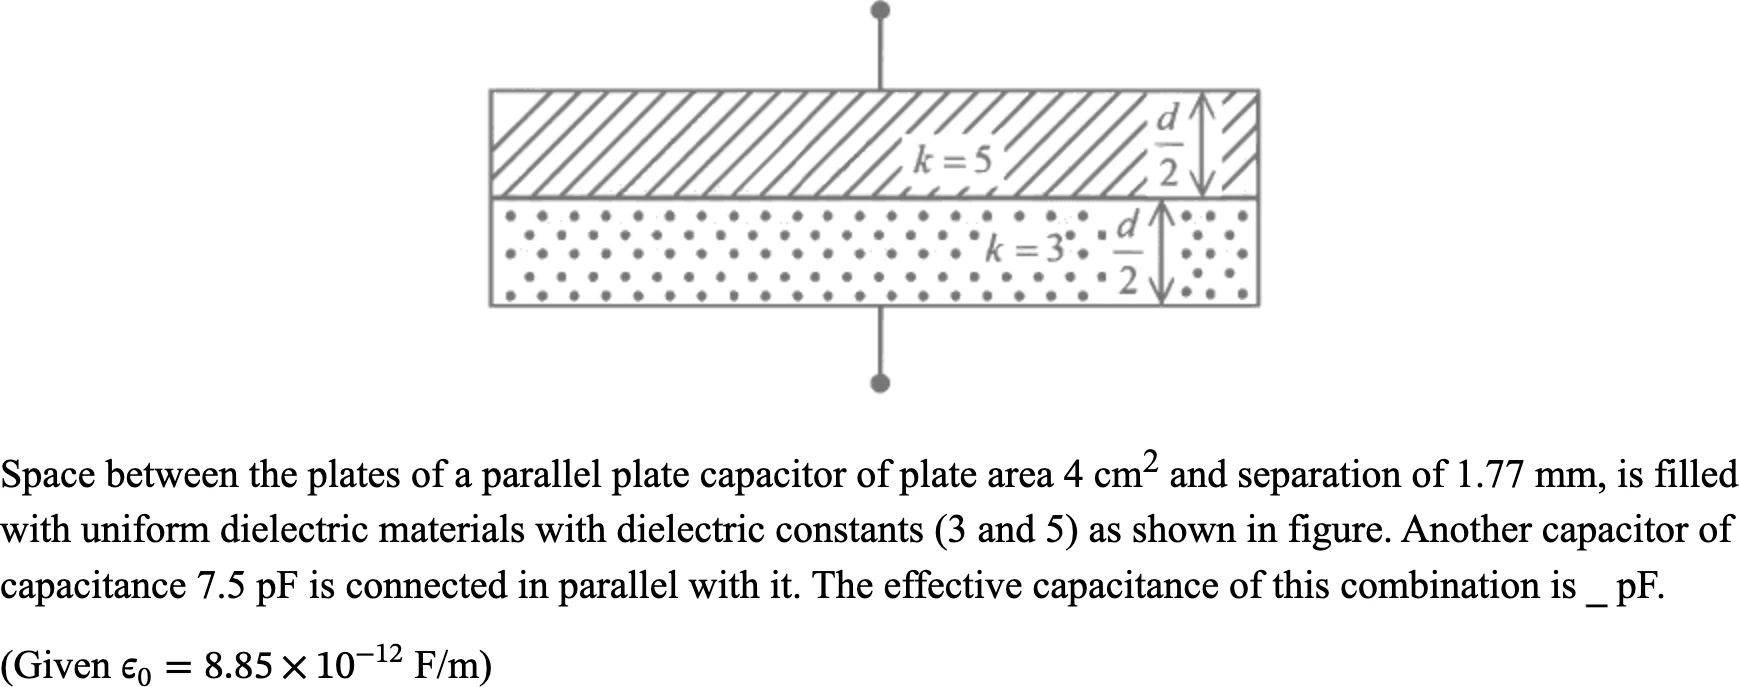 k = 5
d/2
k = 3
d/2
Space between the plates of a parallel plate capacitor of plate area 4 cm² and separation of 1.77 mm, is filled
with uniform dielectric materials with dielectric constants (3 and 5) as shown in figure. Another capacitor of
capacitance 7.5 pF is connected in parallel with it. The effective capacitance of this combination is _ pF.
(Given ϵ₀ = 8.85 × 10⁻¹² F/m)